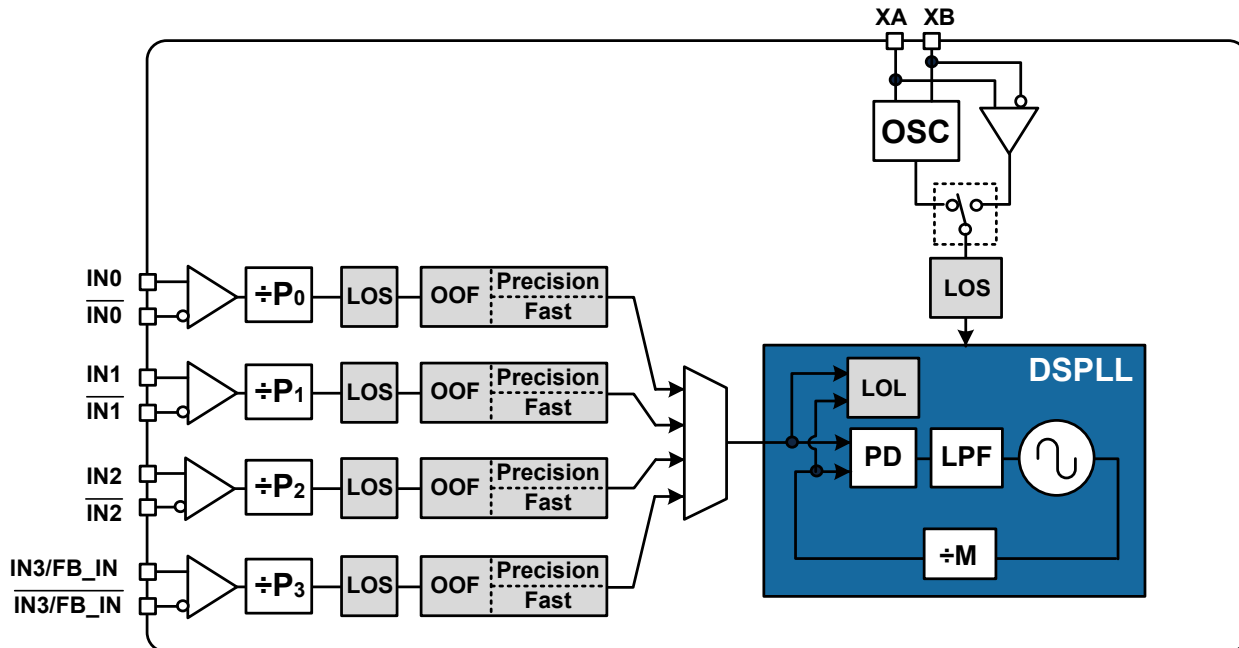 XA XB
OSC
LOS
IN0
IN0
÷P0
LOS
OOF
Precision
Fast
IN1
IN1
÷P1
LOS
OOF
Precision
Fast
IN2
IN2
÷P2
LOS
OOF
Precision
Fast
IN3/FB_IN
IN3/FB_IN
÷P3
LOS
OOF
Precision
Fast
DSPLL
LOL
PD
LPF
÷M